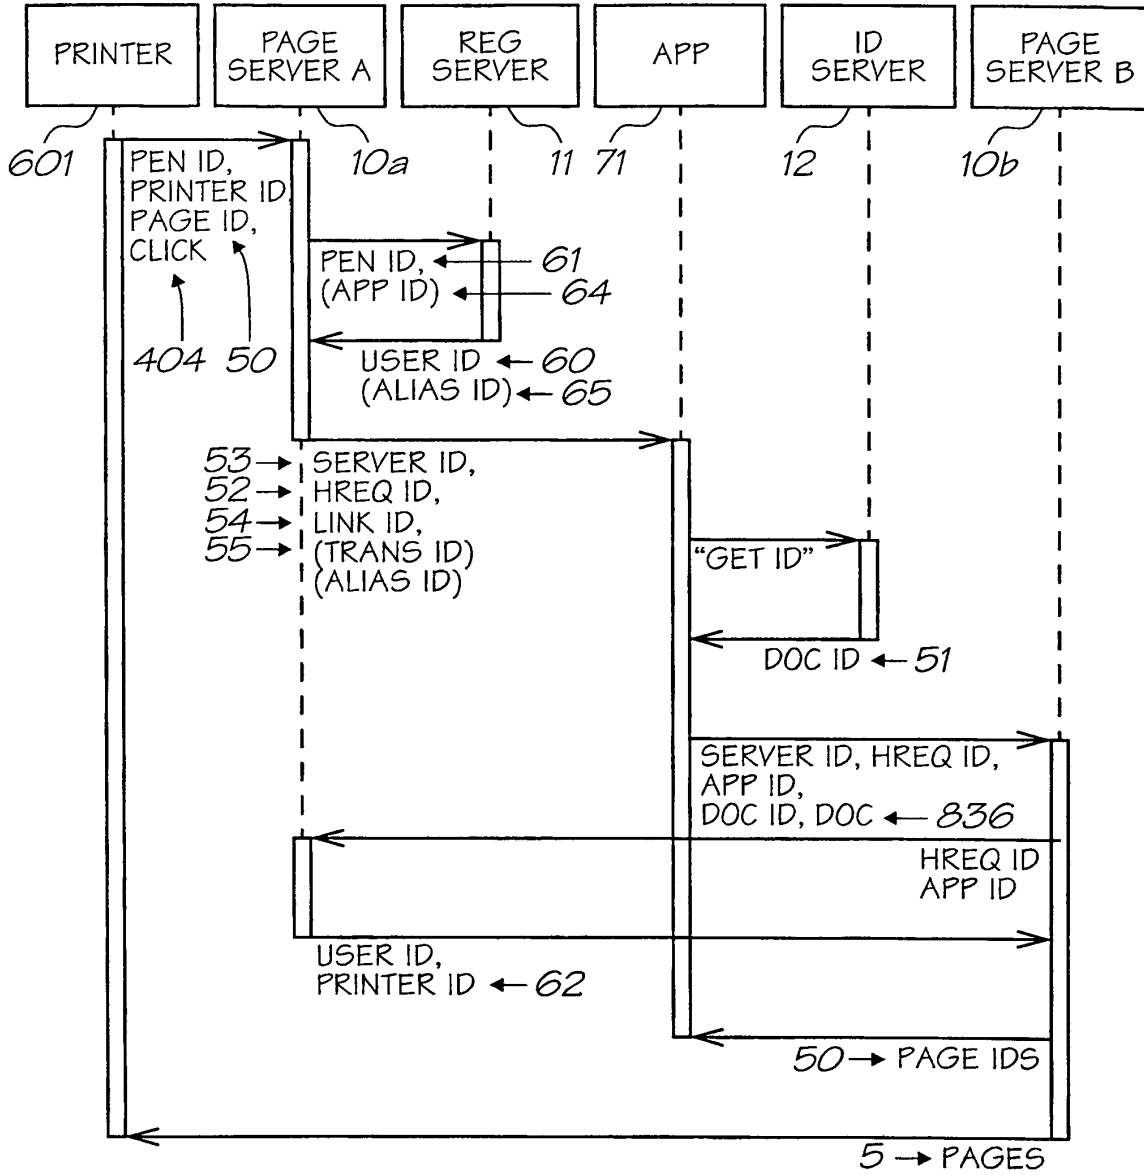 PRINTER
PAGE
SERVER A
REG
SERVER
APP
ID
SERVER
PAGE
SERVER B
601
10a
11
71
12
10b
PEN ID,
PRINTER ID
PAGE ID,
CLICK
404
50
PEN ID,
61
(APP ID)
64
USER ID
60
(ALIAS ID)
65
53
SERVER ID,
52
HREQ ID,
54
LINK ID,
55
(TRANS ID)
(ALIAS ID)
“GET ID”
DOC ID
51
SERVER ID, HREQ ID,
APP ID,
DOC ID, DOC
836
HREQ ID
APP ID
USER ID,
PRINTER ID
62
50
PAGE IDS
5
PAGES